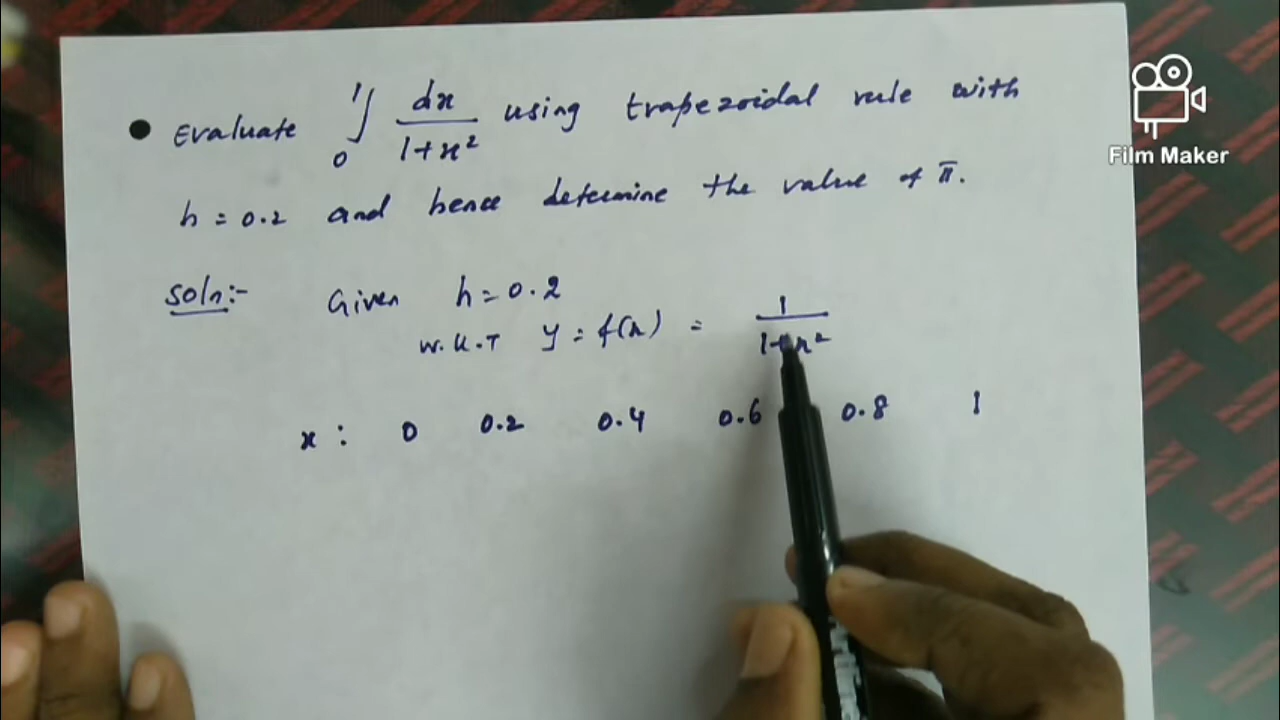 Evaluate ∫₀¹ dx/(1+x²) using trapezoidal rule with
h = 0.2 and hence determine the value of π.
Soln:- Given h = 0.2
W.K.T y = f(x) = 1/(1+x²)
x : 0 0.2 0.4 0.6 0.8 1
Film Maker